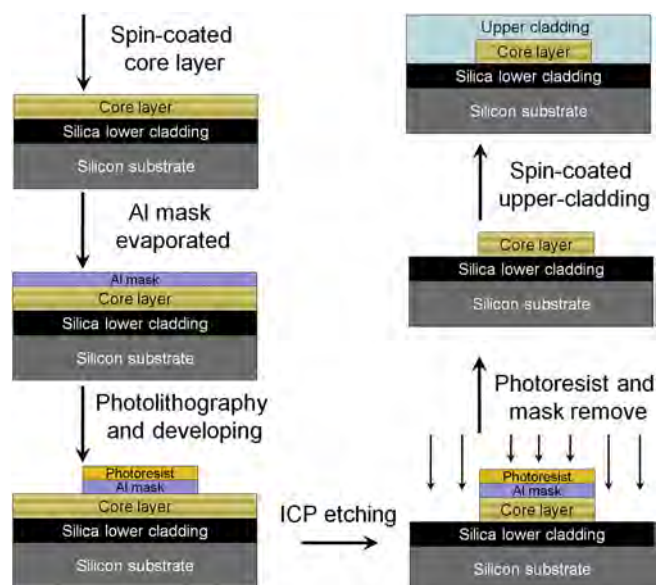 Spin-coated
core layer
Core layer
Silica lower cladding
Silicon substrate
Al mask
evaporated
Al mask
Core layer
Silica lower cladding
Silicon substrate
Photolithography
and developing
Photoresist
Al mask
Core layer
Silica lower cladding
Silicon substrate
ICP etching
Photoresist
Al mask
Core layer
Silica lower cladding
Silicon substrate
Photoresist and
mask remove
Core layer
Silica lower cladding
Silicon substrate
Spin-coated
upper-cladding
Upper cladding
Core layer
Silica lower cladding
Silicon substrate